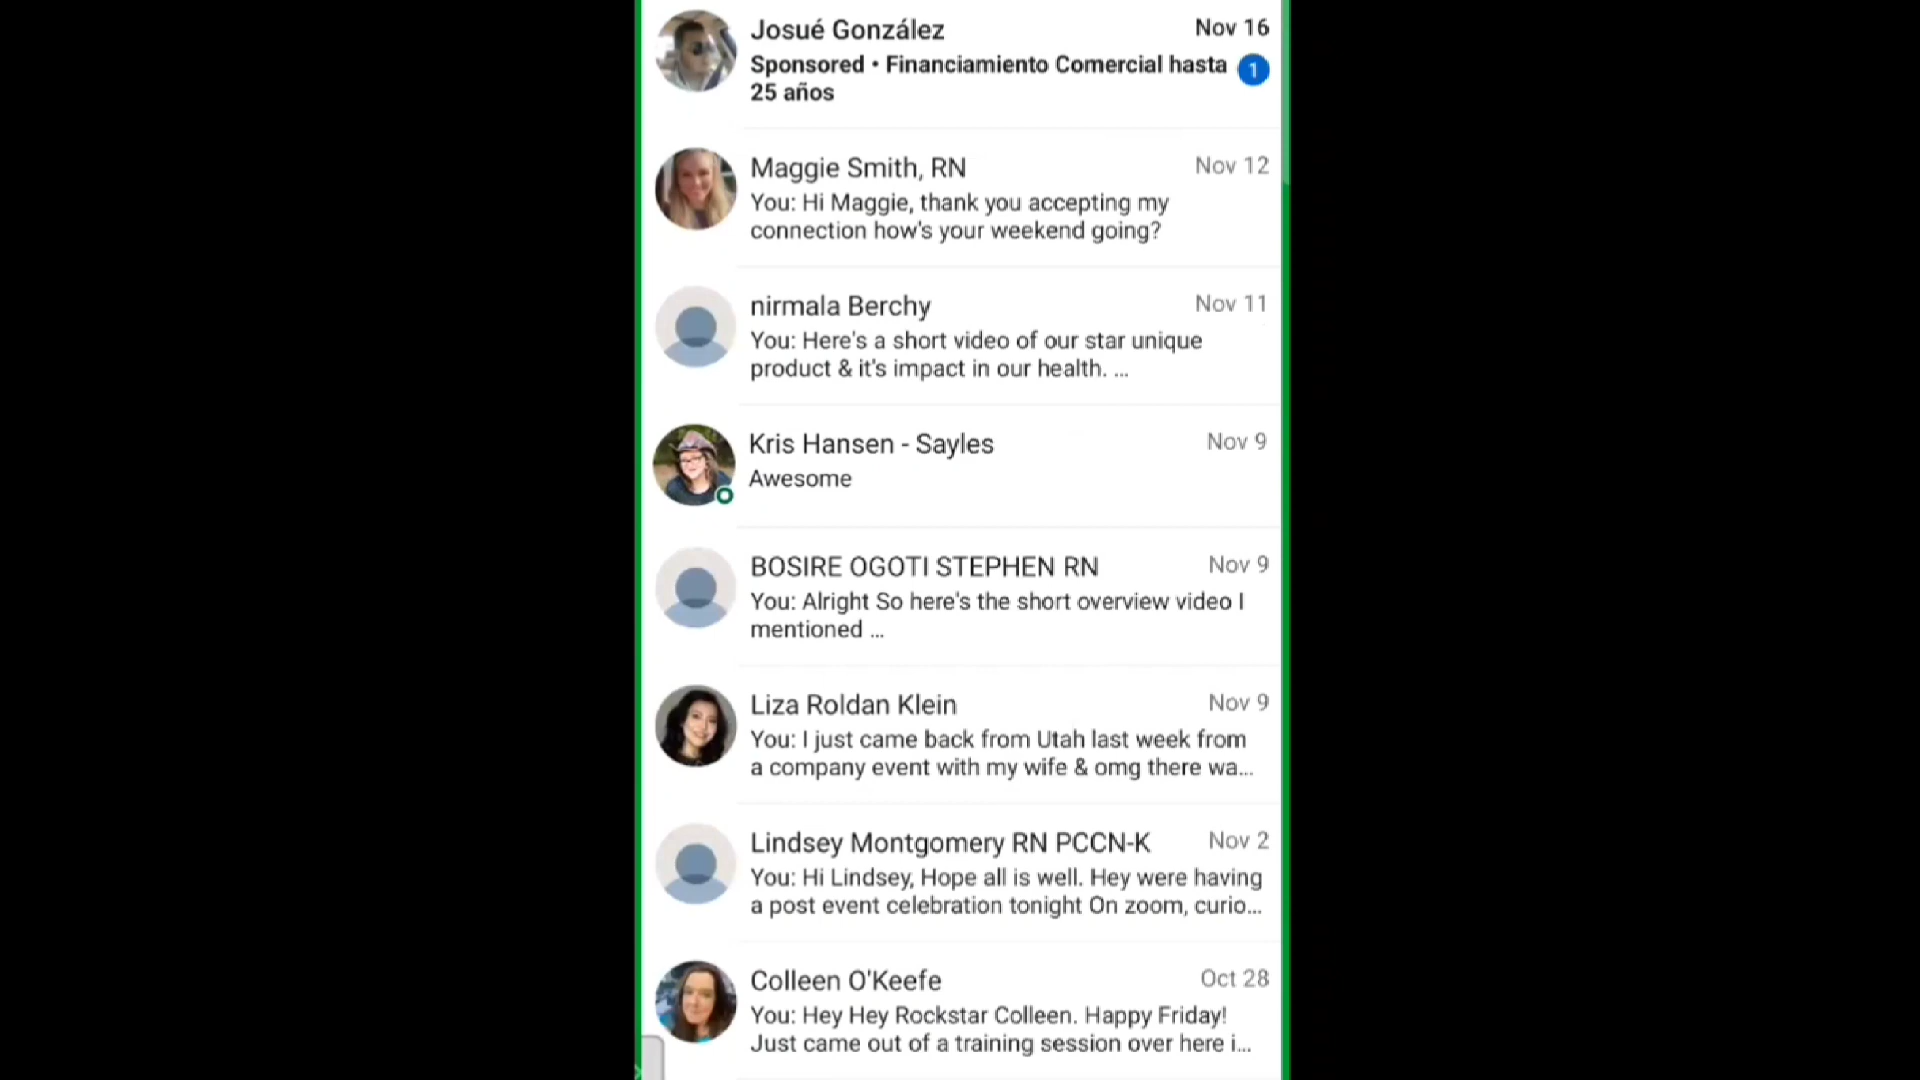 Josué González
Nov 16
Sponsored • Financiamiento Comercial hasta
25 años
1
Maggie Smith, RN
Nov 12
You: Hi Maggie, thank you accepting my
connection how's your weekend going?
nirmala Berchy
Nov 11
You: Here's a short video of our star unique
product & it's impact in our health. ...
Kris Hansen - Sayles
Nov 9
Awesome
BOSIRE OGOTI STEPHEN RN
Nov 9
You: Alright So here's the short overview video I
mentioned ...
Liza Roldan Klein
Nov 9
You: I just came back from Utah last week from
a company event with my wife & omg there wa...
Lindsey Montgomery RN PCCN-K
Nov 2
You: Hi Lindsey, Hope all is well. Hey were having
a post event celebration tonight On zoom, curio...
Colleen O'Keefe
Oct 28
You: Hey Hey Rockstar Colleen. Happy Friday!
Just came out of a training session over here i...